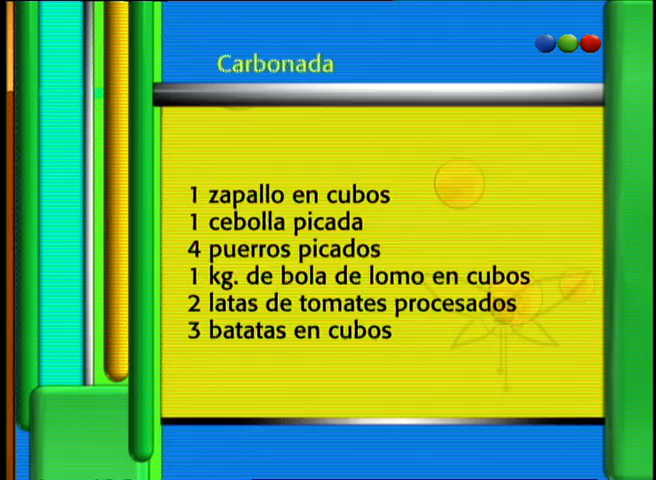 Carbonada
1 zapallo en cubos
1 cebolla picada
4 puerros picados
1 kg. de bola de lomo en cubos
2 latas de tomates procesados
3 batatas en cubos